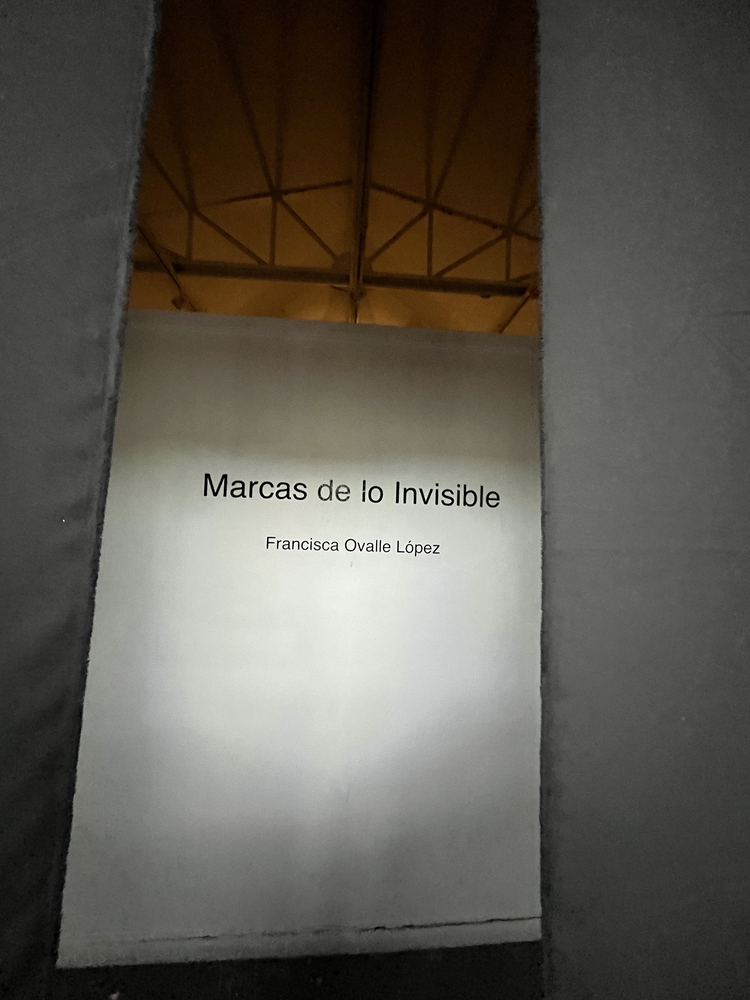 Marcas de lo Invisible
Francisca Ovalle López